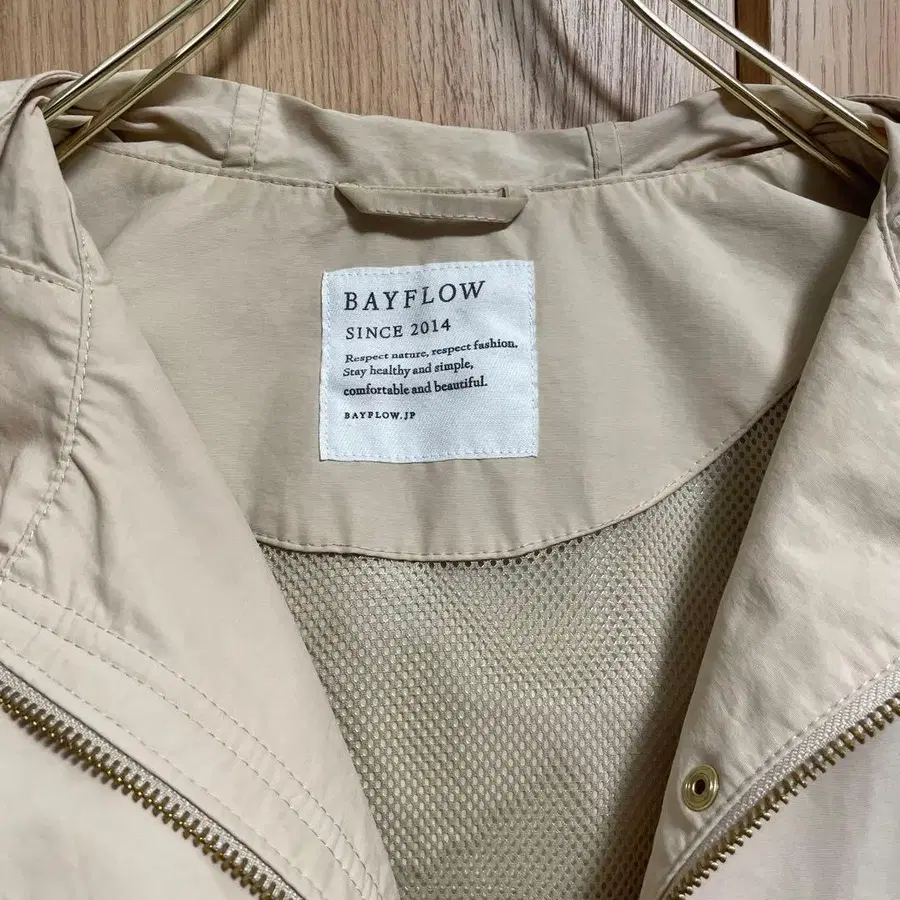 BAYFLOW
SINCE 2014
Respect nature, respect fashion.
Stay healthy and simple,
comfortable and beautiful.
BAYFLOW.JP